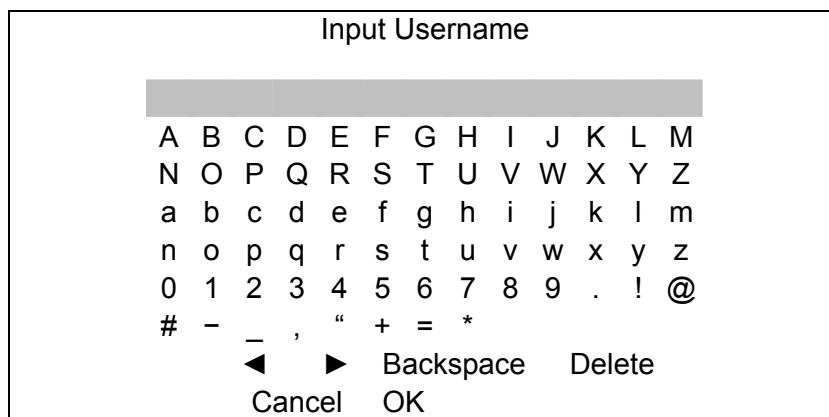 Input Username
A B C D E F G H I J K L M
N O P Q R S T U V W X Y Z
a b c d e f g h i j k l m
n o p q r s t u v w x y z
0 1 2 3 4 5 6 7 8 9 . ! @
# − _ , “ + = *
◄ ► Backspace Delete
Cancel OK